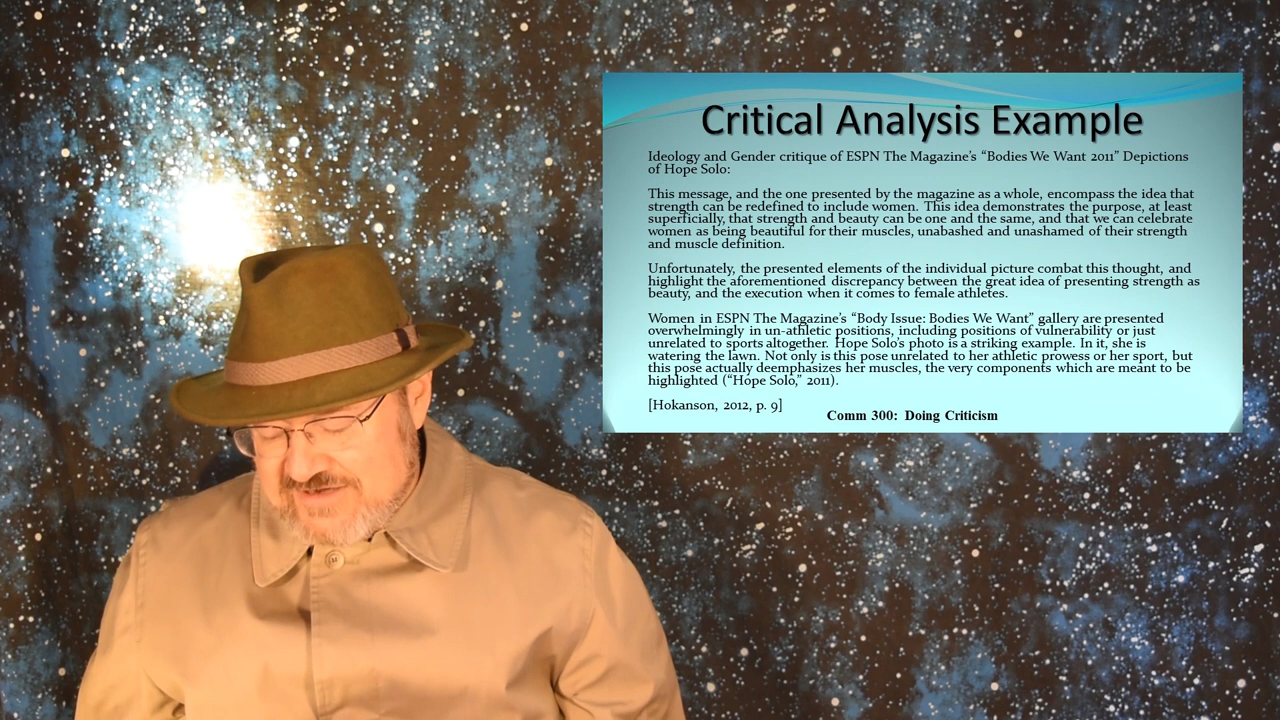 Critical Analysis Example
Ideology and Gender critique of ESPN The Magazine's “Bodies We Want 2011” Depictions
of Hope Solo:
This message, and the one presented by the magazine as a whole, encompass the idea that
strength can be redefined to include women. This idea demonstrates the purpose, at least
superficially, that strength and beauty can be one and the same, and that we can celebrate
women as being beautiful for their muscles, unabashed and unashamed of their strength
and muscle definition.
Unfortunately, the presented elements of the individual picture combat this thought, and
highlight the aforementioned discrepancy between the great idea of presenting strength as
beauty, and the execution when it comes to female athletes.
Women in ESPN The Magazine's “Body Issue: Bodies We Want” gallery are presented
overwhelmingly in un-athletic positions, including positions of vulnerability or just
unrelated to sports altogether. Hope Solo's photo is a striking example. In it, she is
watering the lawn. Not only is this pose unrelated to her athletic prowess or her sport, but
this pose actually deemphasizes her muscles, the very components which are meant to be
highlighted (“Hope Solo,” 2011).
[Hokanson, 2012, p. 9]
Comm 300: Doing Criticism